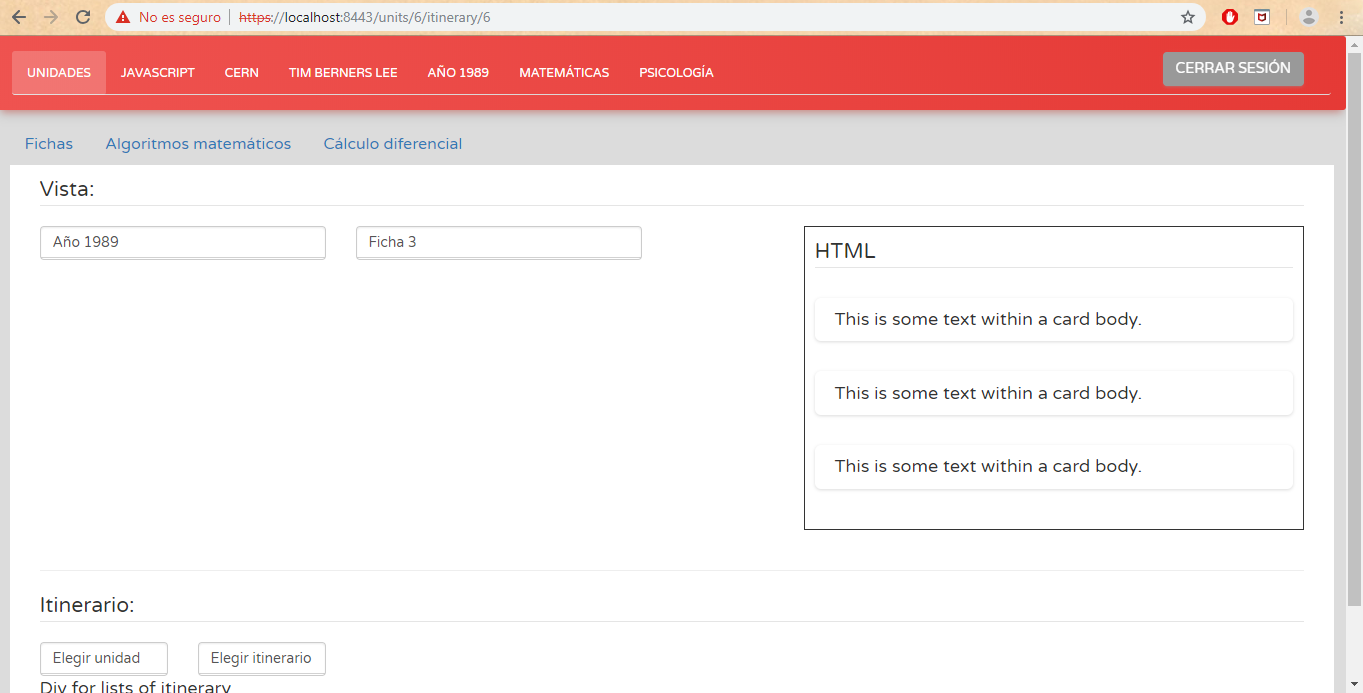 No es seguro | https://localhost:8443/units/6/itinerary/6
UNIDADES JAVASCRIPT CERN TIM BERNERS LEE AÑO 1989 MATEMÁTICAS PSICOLOGÍA CERRAR SESIÓN
Fichas Algoritmos matemáticos Cálculo diferencial
Vista:
Año 1989 Ficha 3
HTML
This is some text within a card body.
This is some text within a card body.
This is some text within a card body.
Itinerario:
Elegir unidad Elegir itinerario
Div for lists of itinerary